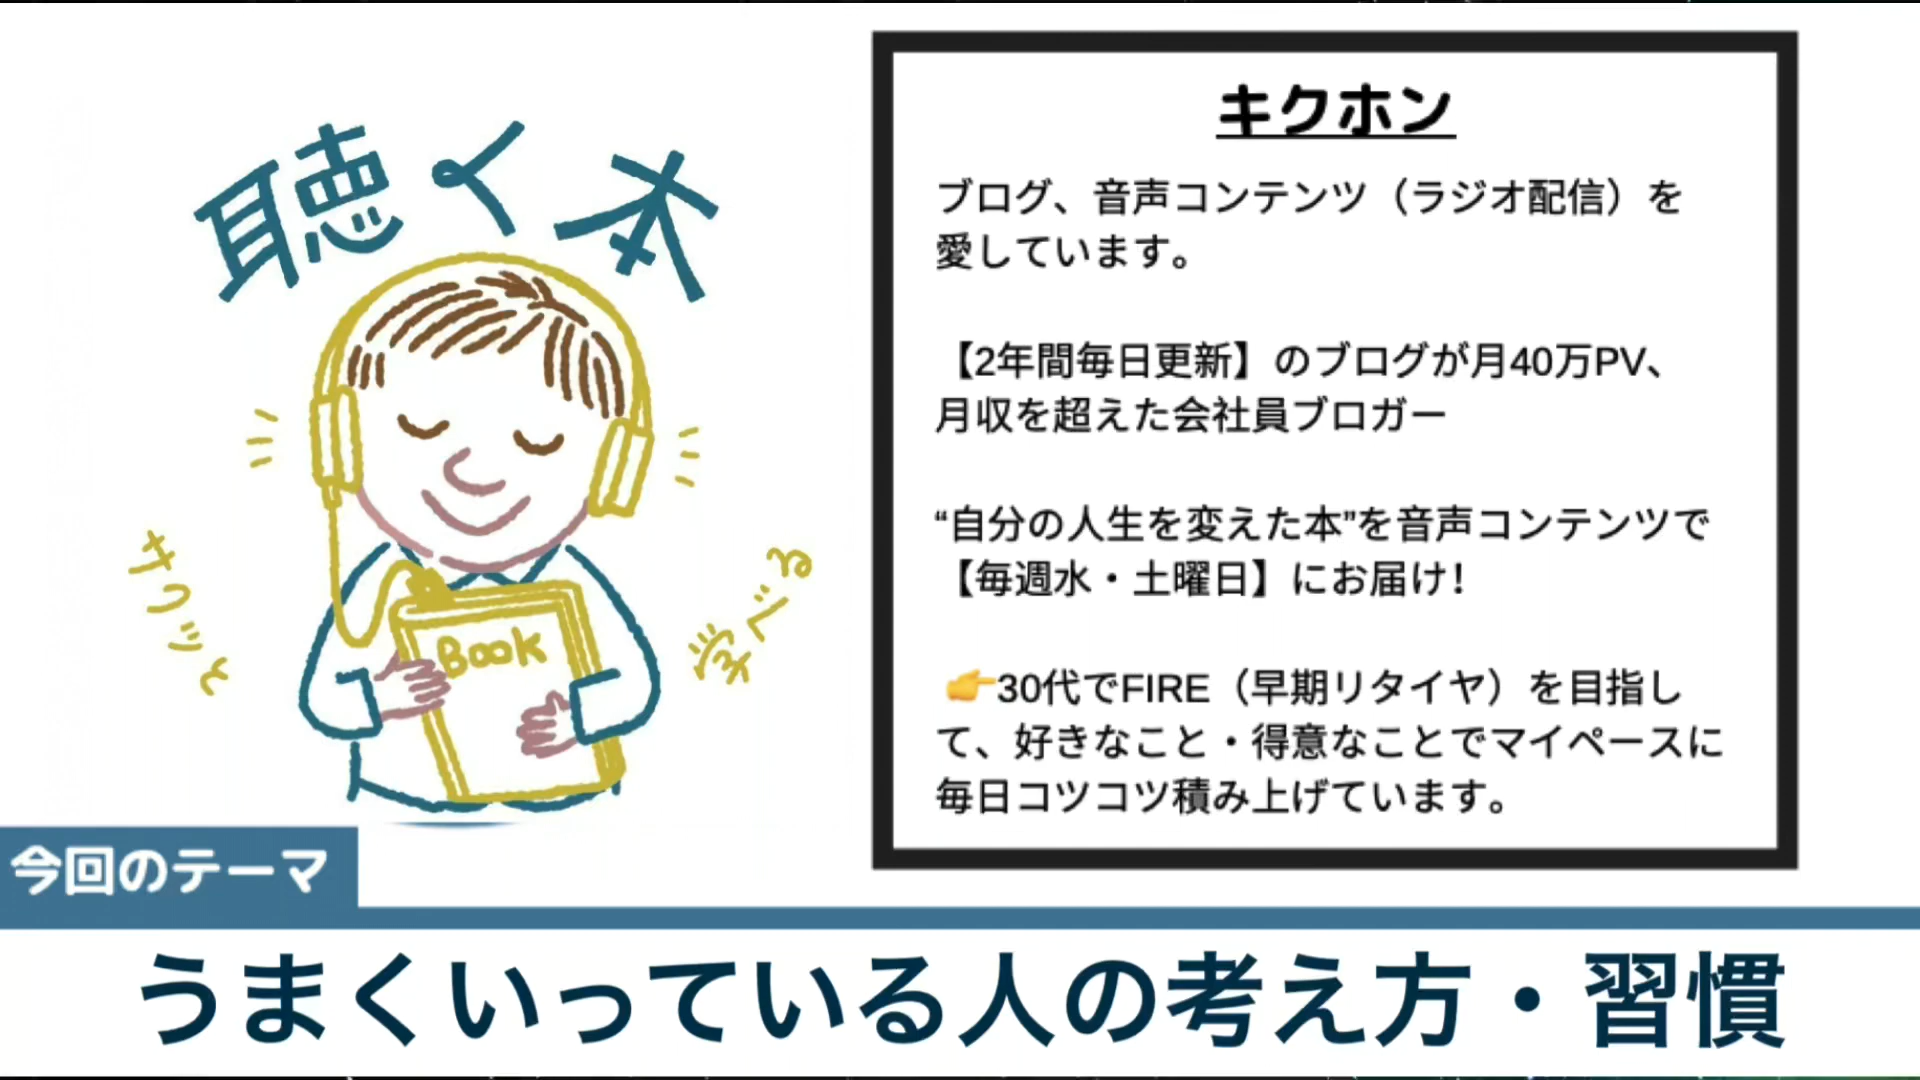 聴く本
サクッと
学べる
Book
キクホン
ブログ、音声コンテンツ（ラジオ配信）を
愛しています。
【2年間毎日更新】のブログが月40万PV、
月収を超えた会社員ブロガー
“自分の人生を変えた本”を音声コンテンツで
【毎週水・土曜日】にお届け！
👉30代でFIRE（早期リタイヤ）を目指し
て、好きなこと・得意なことでマイペースに
毎日コツコツ積み上げています。
今回のテーマ
うまくいっている人の考え方・習慣